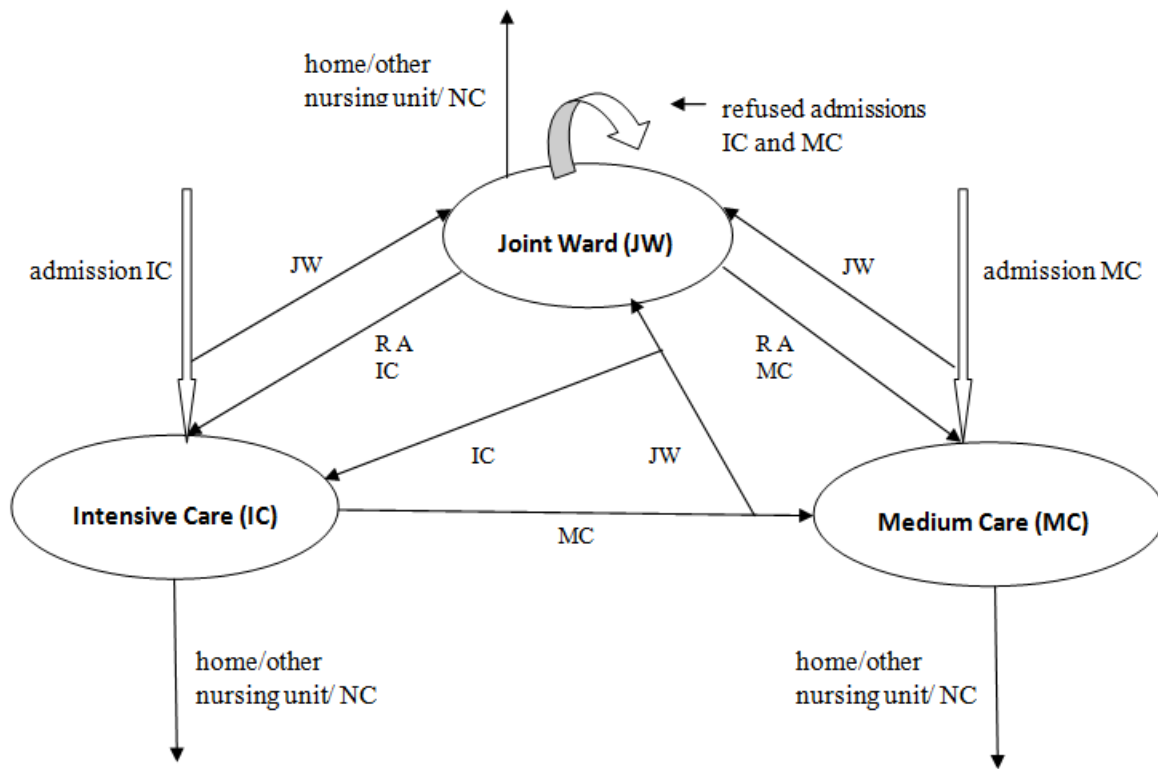 home/other
nursing unit/ NC
refused admissions
IC and MC
Joint Ward (JW)
admission IC
JW
JW
admission MC
R A
IC
R A
MC
IC
JW
Intensive Care (IC)
MC
Medium Care (MC)
home/other
nursing unit/ NC
home/other
nursing unit/ NC